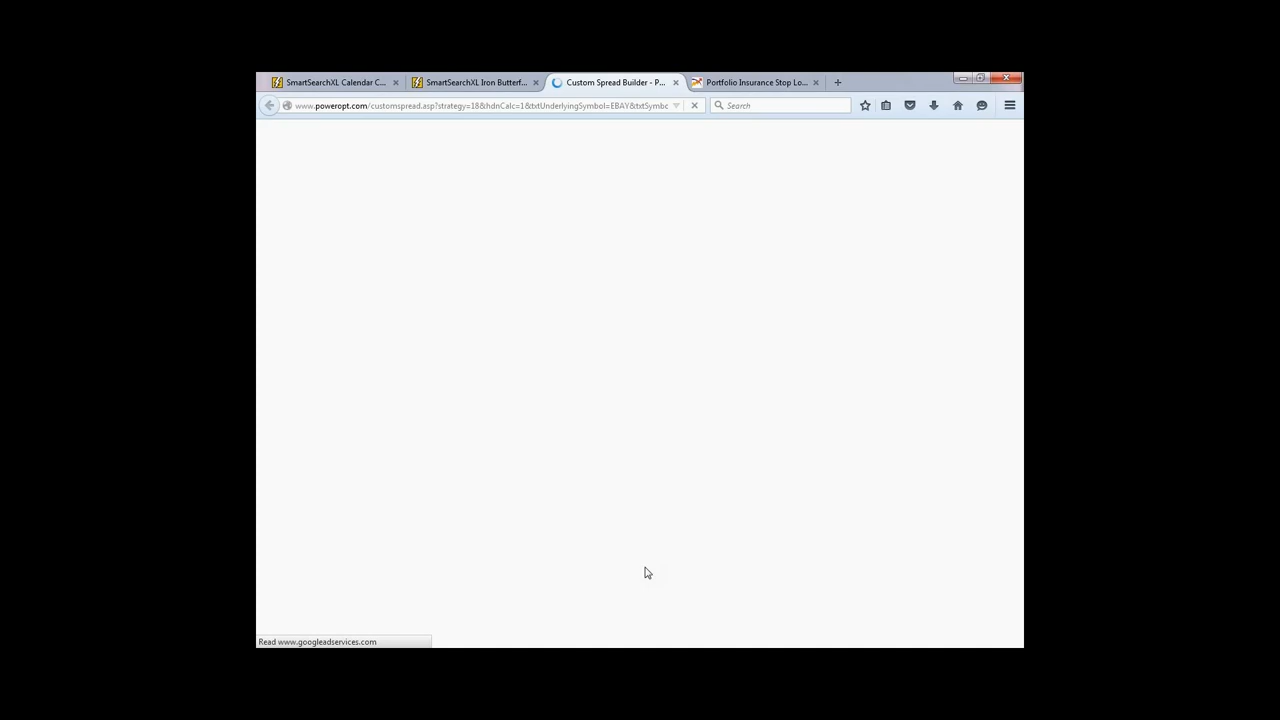 SmartSearchXL Calendar C...
SmartSearchXL Iron Butterf...
Custom Spread Builder - P...
Portfolio Insurance Stop Lo...
www.poweropt.com/customspread.asp?strategy=18&hdnCalc=1&txtUnderlyingSymbol=EBAY&txtSymbc
Search
Read www.googleadservices.com